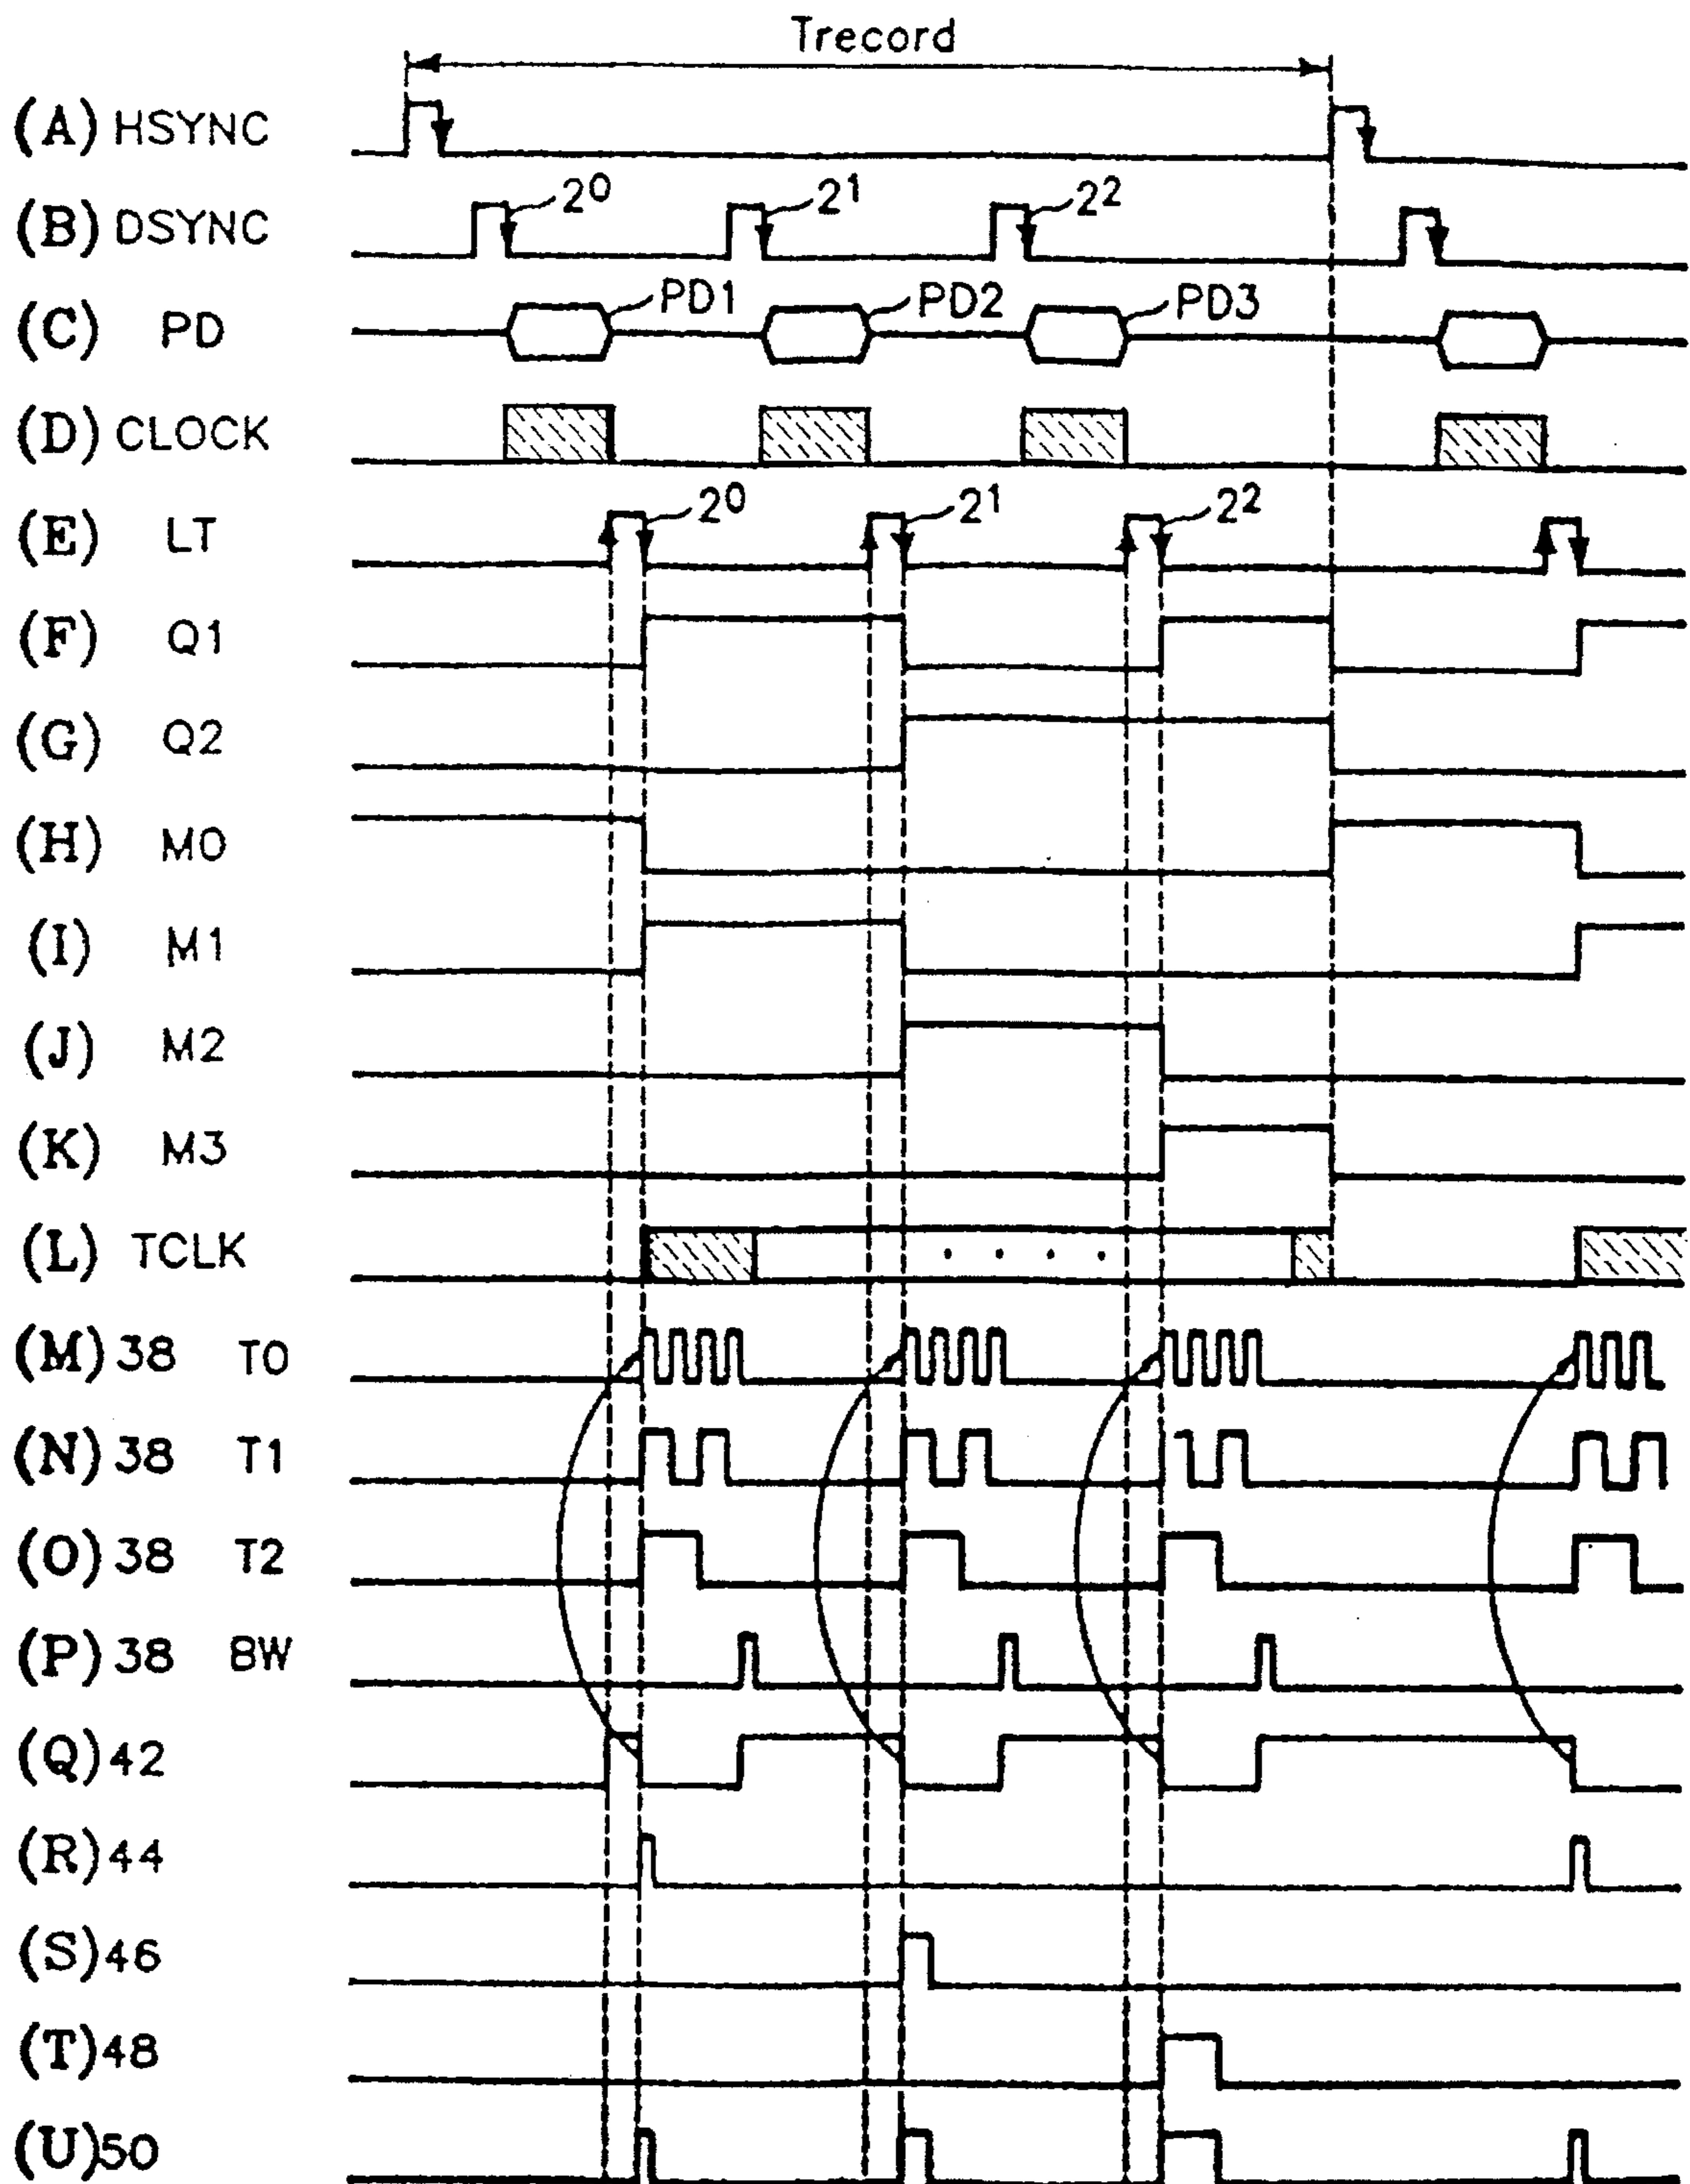 Trecord
(A) HSYNC
(B) DSYNC 2⁰ 2¹ 2²
(C) PD PD1 PD2 PD3
(D) CLOCK
(E) LT 2⁰ 2¹ 2²
(F) Q1
(G) Q2
(H) M0
(I) M1
(J) M2
(K) M3
(L) TCLK
(M) 38 T0
(N) 38 T1
(O) 38 T2
(P) 38 8W
(Q) 42
(R) 44
(S) 46
(T) 48
(U) 50